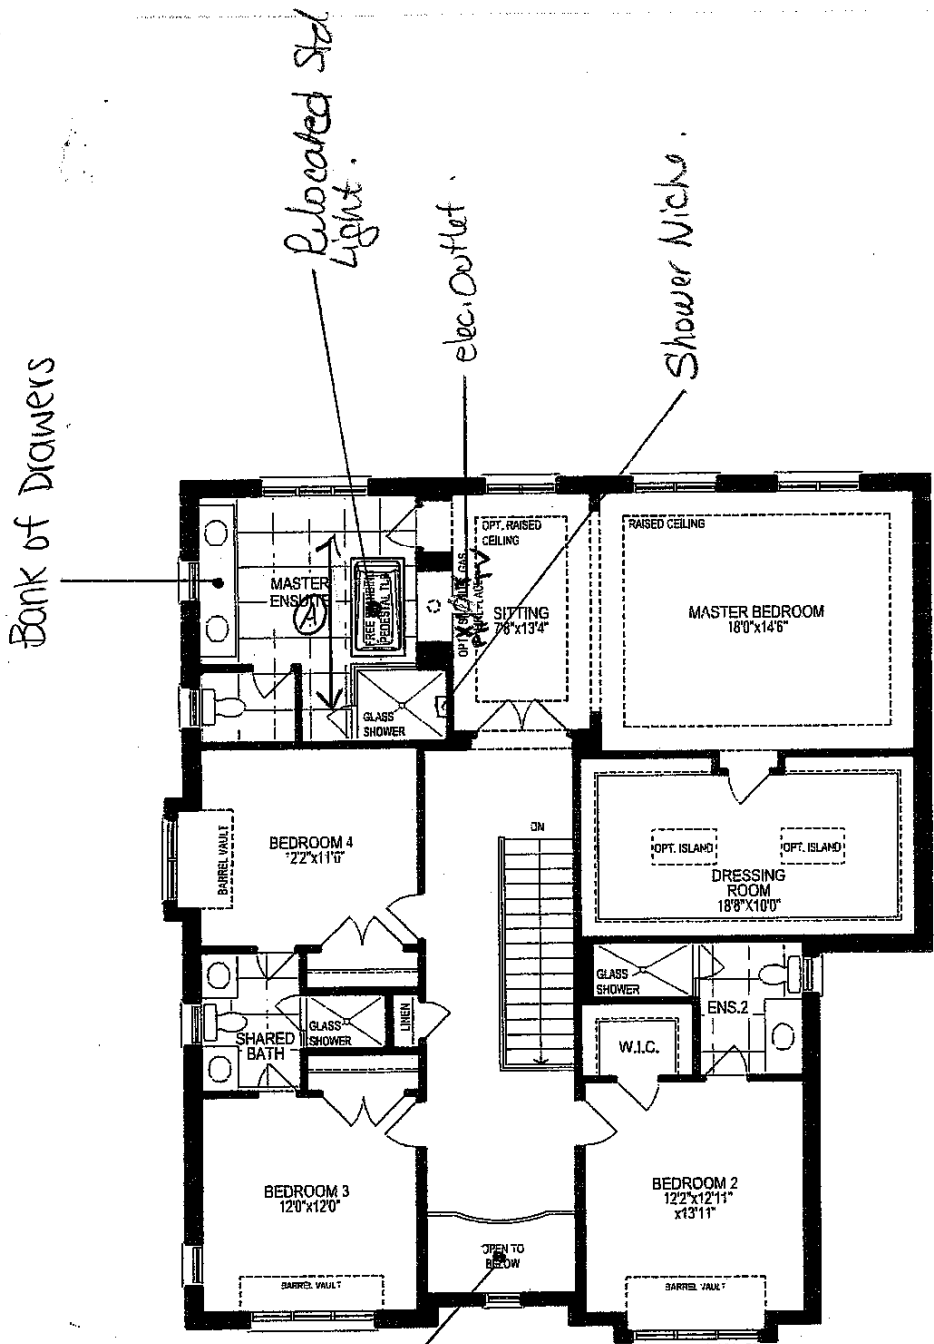 Relocated Std
Light.
elec. Outlet.
Shower Niche.
Bank of Drawers
MASTER
ENSUITE
A
PEDESTAL TUB
OPT. RAISED
CEILING
SITTING
7'8"x13'4"
TV
RAISED CEILING
MASTER BEDROOM
18'0"x14'6"
GLASS
SHOWER
BEDROOM 4
12'2"x11'0"
BARREL VAULT
DN
OPT. ISLAND
OPT. ISLAND
DRESSING
ROOM
18'8"X10'0"
GLASS
SHOWER
ENS.2
W.I.C.
SHARED
BATH
GLASS
SHOWER
LINEN
BEDROOM 3
12'0"x12'0"
BARREL VAULT
OPEN TO
BELOW
BEDROOM 2
12'2"x12'11"
x13'11"
BARREL VAULT